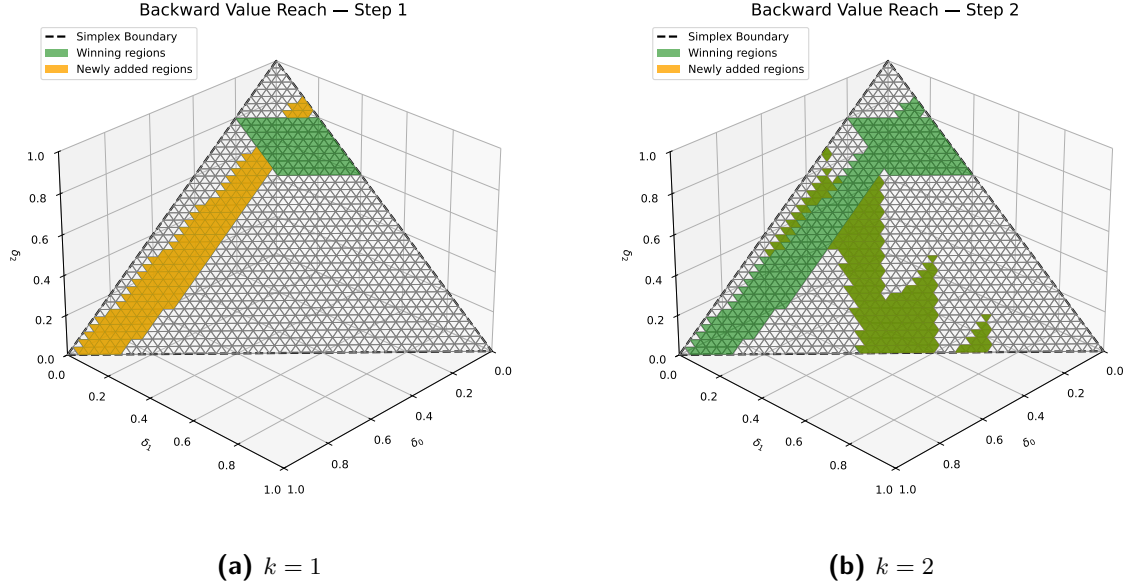 Backward Value Reach — Step 1
Simplex Boundary
Winning regions
Newly added regions
1.0
0.8
0.6
0.4
0.2
0.0
δ₂
0.0
0.2
0.4
0.6
0.8
1.0
δ₁
1.0
0.8
0.6
0.4
0.2
0.0
δ₀
(a) k = 1
Backward Value Reach — Step 2
Simplex Boundary
Winning regions
Newly added regions
1.0
0.8
0.6
0.4
0.2
0.0
δ₂
0.0
0.2
0.4
0.6
0.8
1.0
δ₁
1.0
0.8
0.6
0.4
0.2
0.0
δ₀
(b) k = 2